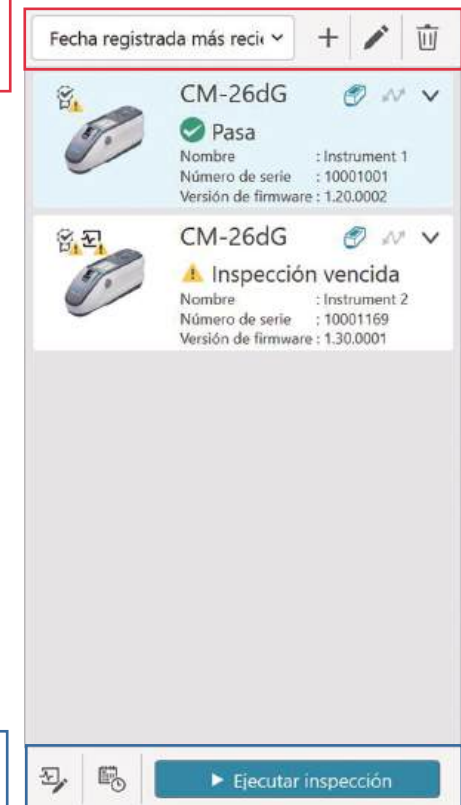 Fecha registrada más recie
CM-26dG
Pasa
Nombre : Instrument 1
Número de serie : 10001001
Versión de firmware : 1.20.0002
CM-26dG
Inspección vencida
Nombre : Instrument 2
Número de serie : 10001169
Versión de firmware : 1.30.0001
Ejecutar inspección